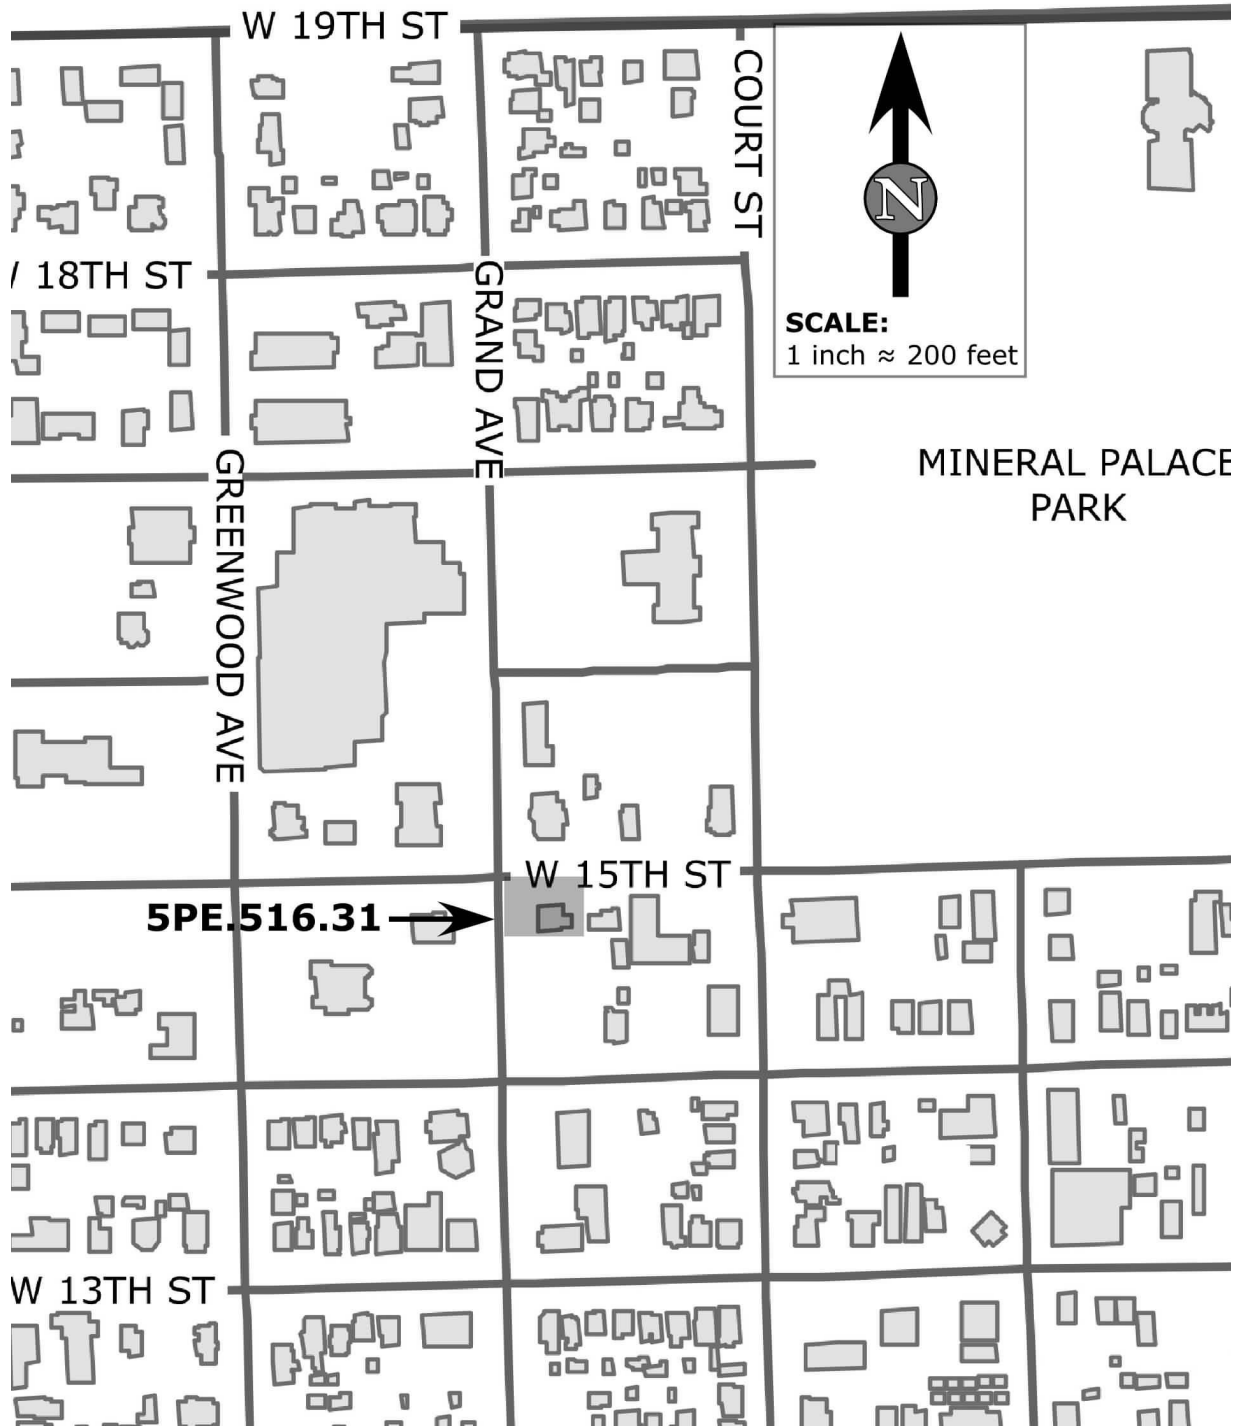 W 19TH ST
COURT ST
N
18TH ST
GRAND AVE
SCALE:
1 inch ≈ 200 feet
GREENWOOD AVE
MINERAL PALACE
PARK
W 15TH ST
5PE.516.31
W 13TH ST